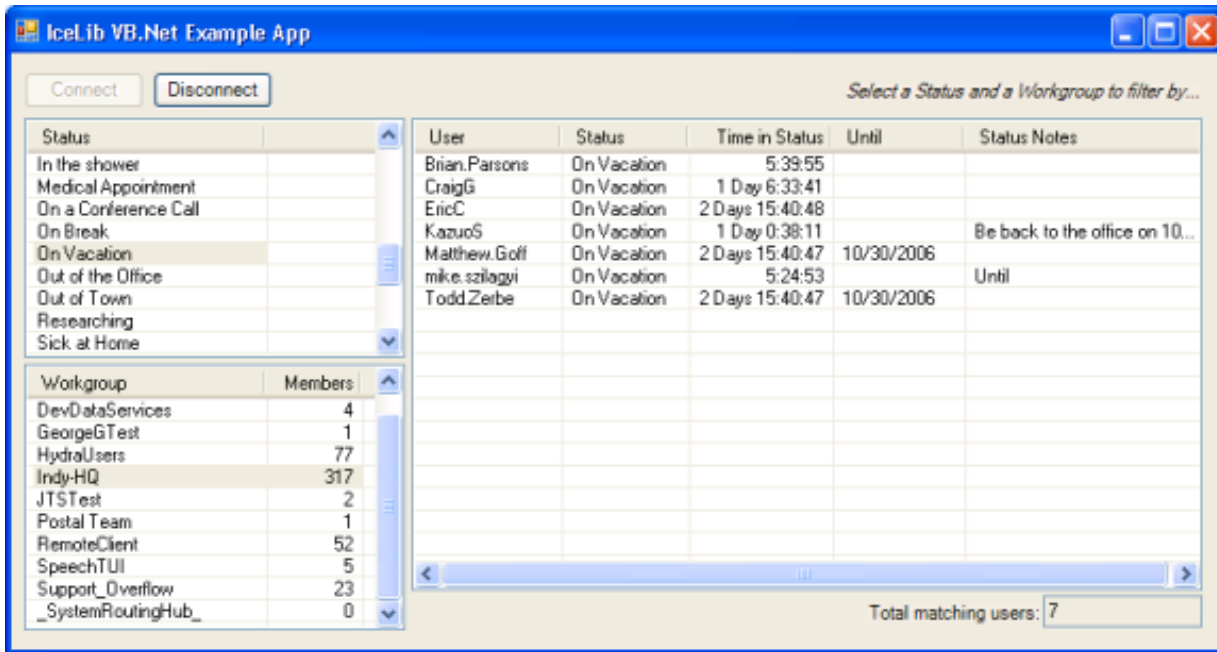 IceLib VB.Net Example App
Connect Disconnect Select a Status and a Workgroup to filter by...
Status
In the shower
Medical Appointment
On a Conference Call
On Break
On Vacation
Out of the Office
Out of Town
Researching
Sick at Home
Workgroup Members
DevDataServices 4
GeorgeGTest 1
HydraUsers 77
Indy-HQ 317
JTSTest 2
Postal Team 1
RemoteClient 52
SpeechTUI 5
Support_Overflow 23
_SystemRoutingHub_ 0
User Status Time in Status Until Status Notes
Brian.Parsons On Vacation 5:39:55
CraigG On Vacation 1 Day 6:33:41
EricC On Vacation 2 Days 15:40:48
KazuoS On Vacation 1 Day 0:38:11 Be back to the office on 10...
Matthew.Goff On Vacation 2 Days 15:40:47 10/30/2006
mike.szilagyi On Vacation 5:24:53 Until
Todd.Zerbe On Vacation 2 Days 15:40:47 10/30/2006
Total matching users: 7